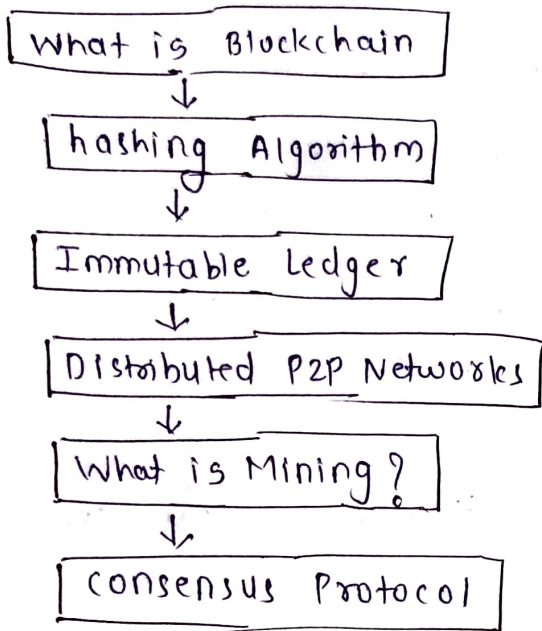 What is Blockchain
↓
hashing Algorithm
↓
Immutable Ledger
↓
Distributed P2P Networks
↓
What is Mining?
↓
Consensus Protocol